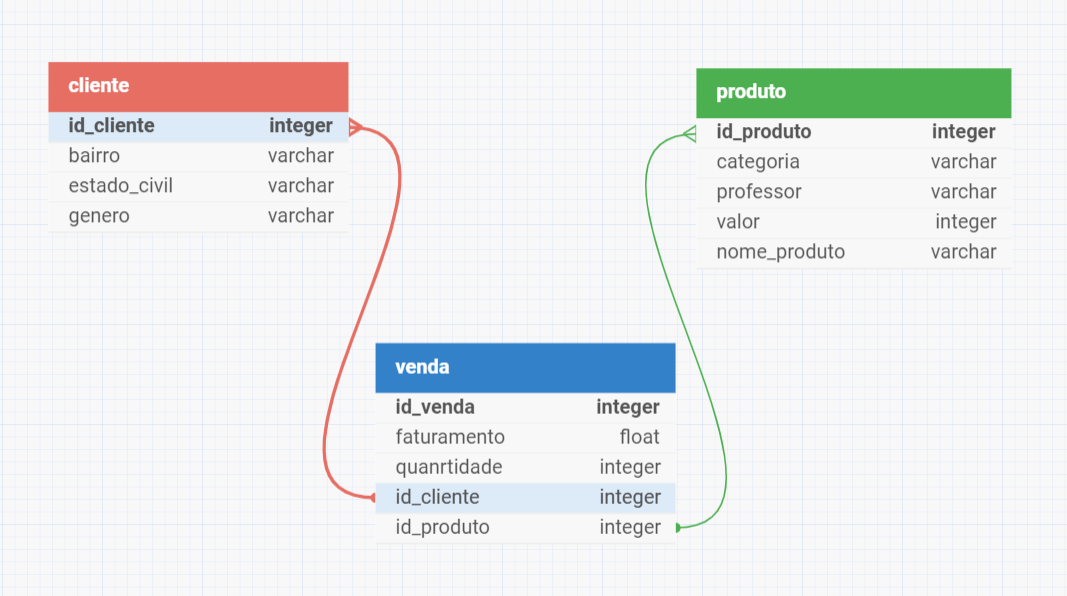 cliente
id_cliente integer
bairro varchar
estado_civil varchar
genero varchar
produto
id_produto integer
categoria varchar
professor varchar
valor integer
nome_produto varchar
venda
id_venda integer
faturamento float
quanrtidade integer
id_cliente integer
id_produto integer